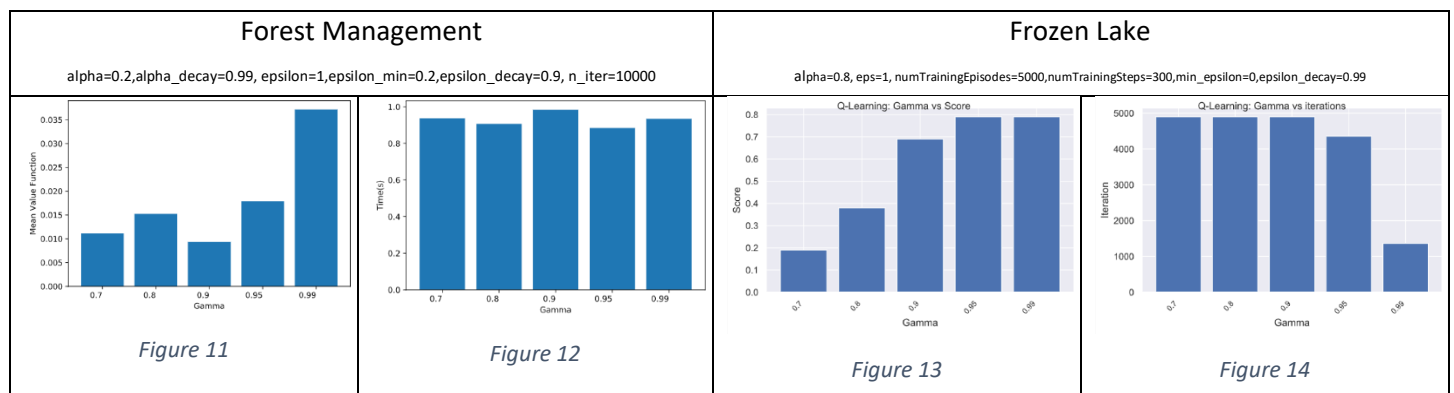 Forest Management
alpha=0.2,alpha_decay=0.99, epsilon=1,epsilon_min=0.2,epsilon_decay=0.9, n_iter=10000
Frozen Lake
alpha=0.8, eps=1, numTrainingEpisodes=5000,numTrainingSteps=300,min_epsilon=0,epsilon_decay=0.99
0.035
0.030
0.025
0.020
0.015
0.010
0.005
0.000
Mean Value Function
0.7 0.8 0.9 0.95 0.99
Gamma
Figure 11
1.0
0.8
0.6
0.4
0.2
0.0
Time(s)
0.7 0.8 0.9 0.95 0.99
Gamma
Figure 12
Q-Learning: Gamma vs Score
0.8
0.7
0.6
0.5
0.4
0.3
0.2
0.1
0.0
Score
0.7 0.8 0.9 0.95 0.99
Gamma
Figure 13
Q-Learning: Gamma vs iterations
5000
4000
3000
2000
1000
0
Iteration
0.7 0.8 0.9 0.95 0.99
Gamma
Figure 14